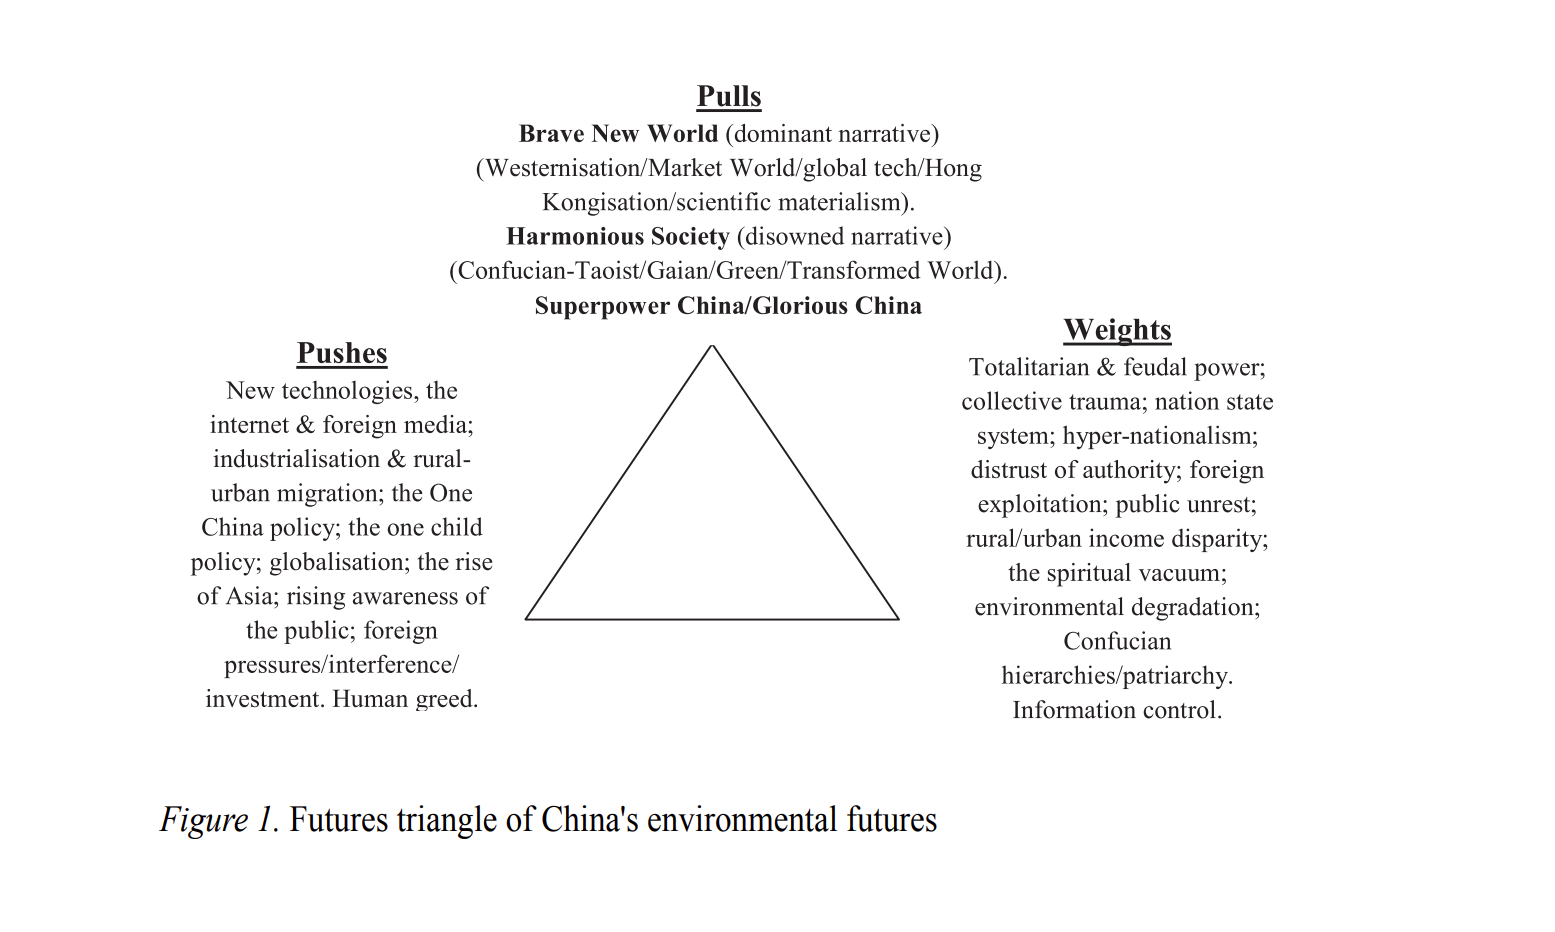 Pulls
Brave New World (dominant narrative)
(Westernisation/Market World/global tech/Hong
Kongisation/scientific materialism).
Harmonious Society (disowned narrative)
(Confucian-Taoist/Gaian/Green/Transformed World).
Superpower China/Glorious China
Pushes
New technologies, the
internet & foreign media;
industrialisation & rural-
urban migration; the One
China policy; the one child
policy; globalisation; the rise
of Asia; rising awareness of
the public; foreign
pressures/interference/
investment. Human greed.
Weights
Totalitarian & feudal power;
collective trauma; nation state
system; hyper-nationalism;
distrust of authority; foreign
exploitation; public unrest;
rural/urban income disparity;
the spiritual vacuum;
environmental degradation;
Confucian
hierarchies/patriarchy.
Information control.
Figure 1. Futures triangle of China's environmental futures